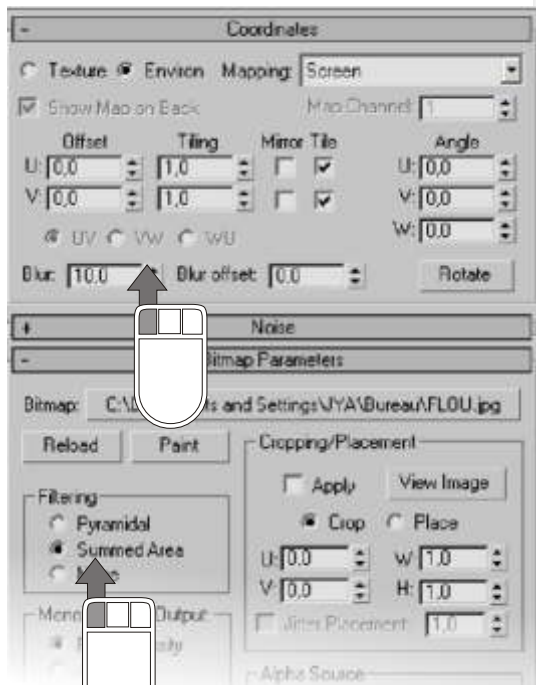 - Coordinates
Texture Environ Mapping: Screen
Show Map on Back Map Channel: 1
Offset Tiling Mirror Tile Angle
U: 0,0 1,0 U: 0,0
V: 0,0 1,0 V: 0,0
UV VW WU W: 0,0
Blur: 10,0 Blur offset: 0,0 Rotate
+ Noise
- Bitmap Parameters
Bitmap: C:\ and Settings\JYA\Bureau\FLOU.jpg
Reload Paint Cropping/Placement
Apply View Image
Filtering
Pyramidal Crop Place
Summed Area U: 0,0 W: 1,0
V: 0,0 H: 1,0
Mono Output
Jitter Placement: 1,0
Alpha Source